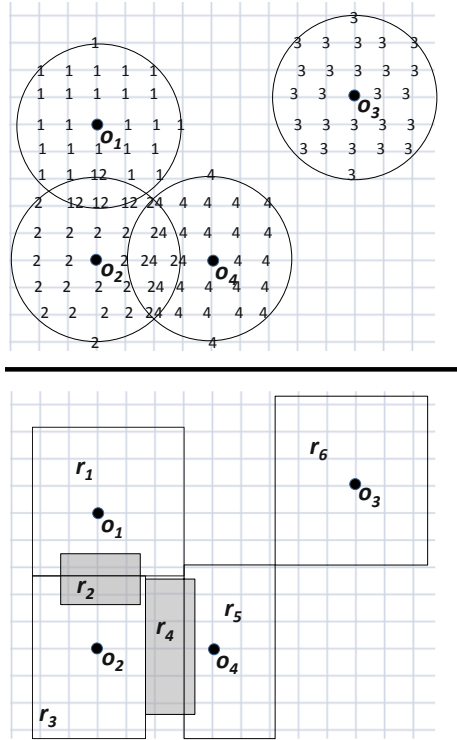 3
1 3 3 3 3 3
1 1 1 1 1 3 3 3 3 3
1 1 1 1 1 3 3 3 3
o3
1 1 1 1 1 3 3 3 3 3
o1
1 1 1 1 1 3 3 3 3 3
1 1 12 1 1 4 3
2 12 12 12 24 4 4 4 4
2 2 2 2 24 4 4 4 4
2 2 2 24 24 4 4
o2 o4
2 2 2 2 24 4 4 4 4
2 2 2 2 24 4 4 4 4
2 4
r6
r1
o3
o1
r2
r5
r4
o2 o4
r3